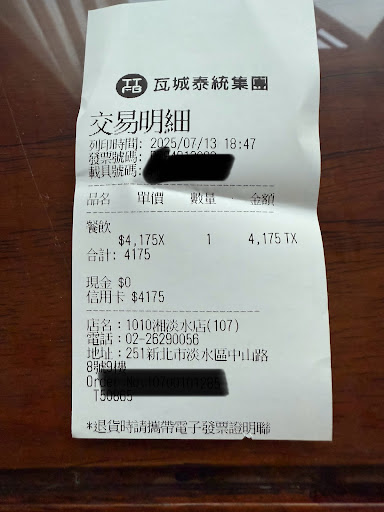 TTFB 瓦城泰統集團
交易明細
列印時間: 2025/07/13 18:47
發票號碼:
載具號碼:
品名 單價 數量 金額
餐飲
$4,175X 1 4,175 TX
合計: 4175
現金 $0
信用卡 $4175
店名：1010湘淡水店(107)
電話：02-26290056
地址：251新北市淡水區中山路
8號9樓
T50865
*退貨時請攜帶電子發票證明聯